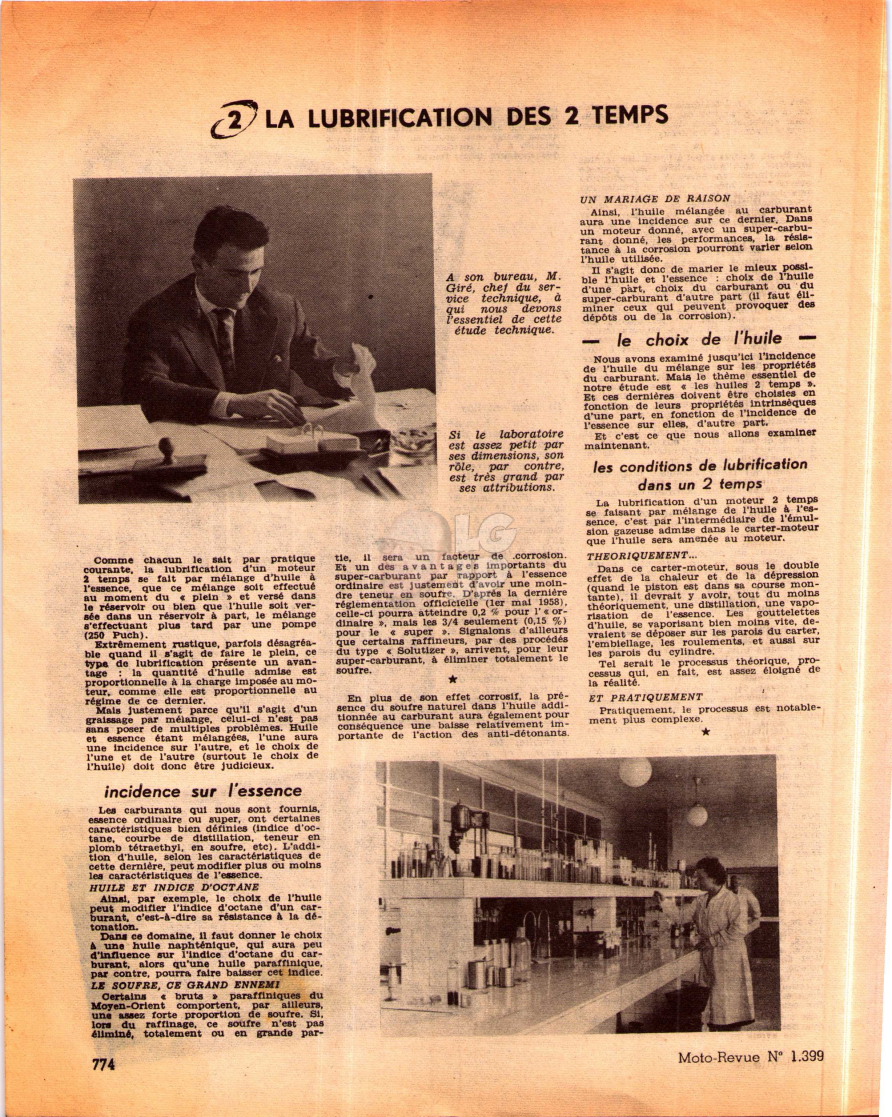 2 LA LUBRIFICATION DES 2 TEMPS
A son bureau, M.
Giré, chef du ser-
vice technique, à
qui nous devons
l'essentiel de cette
étude technique.
Si le laboratoire
est assez petit par
ses dimensions, son
rôle, par contre,
est très grand par
ses attributions.
LG
Comme chacun le sait par pratique
courante, la lubrification d'un moteur
2 temps se fait par mélange d'huile à
l'essence, que ce mélange soit effectué
au moment du « plein » et versé dans
le réservoir ou bien que l'huile soit ver-
sée dans un réservoir à part, le mélange
s'effectuant plus tard par une pompe
(250 Puch).
Extrêmement rustique, parfois désagréa-
ble quand il s'agit de faire le plein, ce
type de lubrification présente un avan-
tage : la quantité d'huile admise est
proportionnelle à la charge imposée au mo-
teur, comme elle est proportionnelle au
régime de ce dernier.
Mais justement parce qu'il s'agit d'un
graissage par mélange, celui-ci n'est pas
sans poser de multiples problèmes. Huile
et essence étant mélangées, l'une aura
une incidence sur l'autre, et le choix de
l'une et de l'autre (surtout le choix de
l'huile) doit donc être judicieux.
incidence sur l'essence
Les carburants qui nous sont fournis,
essence ordinaire ou super, ont certaines
caractéristiques bien définies (indice d'oc-
tane, courbe de distillation, teneur en
plomb tétraethyl, en soufre, etc). L'addi-
tion d'huile, selon les caractéristiques de
cette dernière, peut modifier plus ou moins
les caractéristiques de l'essence.
HUILE ET INDICE D'OCTANE
Ainsi, par exemple, le choix de l'huile
peut modifier l'indice d'octane d'un car-
burant, c'est-à-dire sa résistance à la dé-
tonation.
Dans ce domaine, il faut donner le choix
à une huile naphténique, qui aura peu
d'influence sur l'indice d'octane du car-
burant, alors qu'une huile paraffinique,
par contre, pourra faire baisser cet indice.
LE SOUFRE, CE GRAND ENNEMI
Certains « bruts » paraffiniques du
Moyen-Orient comportent, par ailleurs,
une assez forte proportion de soufre. Si,
lors du raffinage, ce soufre n'est pas
éliminé, totalement ou en grande par-
tie, il sera un facteur de corrosion.
Et un des avantages importants du
super-carburant par rapport à l'essence
ordinaire est justement d'avoir une moin-
dre teneur en soufre. D'après la dernière
réglementation officielle (1er mai 1958),
celle-ci pourra atteindre 0,2 % pour l'« or-
dinaire », mais les 3/4 seulement (0,15 %)
pour le « super ». Signalons d'ailleurs
que certains raffineurs, par des procédés
du type « Solutizer », arrivent, pour leur
super-carburant, à éliminer totalement le
soufre.
★
En plus de son effet corrosif, la pré-
sence du soufre naturel dans l'huile addi-
tionnée au carburant aura également pour
conséquence une baisse relativement im-
portante de l'action des anti-détonants.
UN MARIAGE DE RAISON
Ainsi, l'huile mélangée au carburant
aura une incidence sur ce dernier. Dans
un moteur donné, avec un super-carbu-
rant donné, les performances, la résis-
tance à la corrosion pourront varier selon
l'huile utilisée.
Il s'agit donc de marier le mieux possi-
ble l'huile et l'essence : choix de l'huile
d'une part, choix du carburant ou du
super-carburant d'autre part (il faut éli-
miner ceux qui peuvent provoquer des
dépôts ou de la corrosion).
— le choix de l'huile —
Nous avons examiné jusqu'ici l'incidence
de l'huile du mélange sur les propriétés
du carburant. Mais le thème essentiel de
notre étude est « les huiles 2 temps ».
Et ces dernières doivent être choisies en
fonction de leurs propriétés intrinsèques
d'une part, en fonction de l'incidence de
l'essence sur elles, d'autre part.
Et c'est ce que nous allons examiner
maintenant.
les conditions de lubrification
dans un 2 temps
La lubrification d'un moteur 2 temps
se faisant par mélange de l'huile à l'es-
sence, c'est par l'intermédiaire de l'émul-
sion gazeuse admise dans le carter-moteur
que l'huile sera amenée au moteur.
THEORIQUEMENT...
Dans ce carter-moteur, sous le double
effet de la chaleur et de la dépression
(quand le piston est dans sa course mon-
tante), il devrait y avoir, tout du moins
théoriquement, une distillation, une vapo-
risation de l'essence. Les gouttelettes
d'huile, se vaporisant bien moins vite, de-
vraient se déposer sur les parois du carter,
l'embiellage, les roulements, et aussi sur
les parois du cylindre.
Tel serait le processus théorique, pro-
cessus qui, en fait, est assez éloigné de
la réalité.
ET PRATIQUEMENT
Pratiquement, le processus est notable-
ment plus complexe.
★
774
Moto-Revue N° 1.399